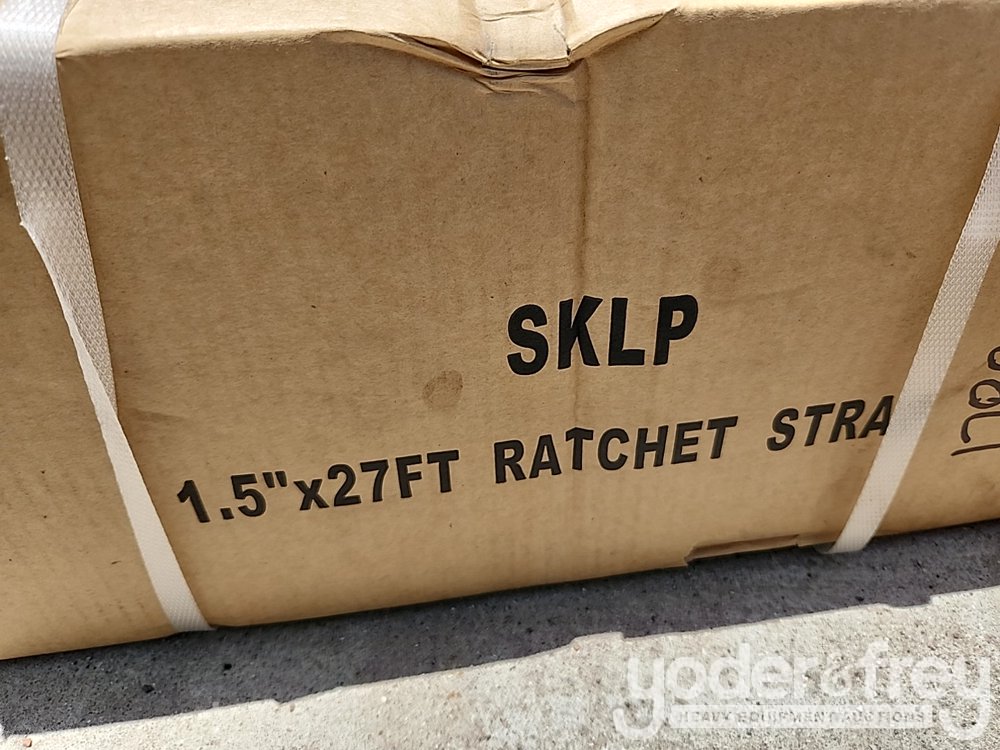 SKLP
1.5"x27FT RATCHET STRA
yoder&frey
HEAVY EQUIPMENT AUCTIONS